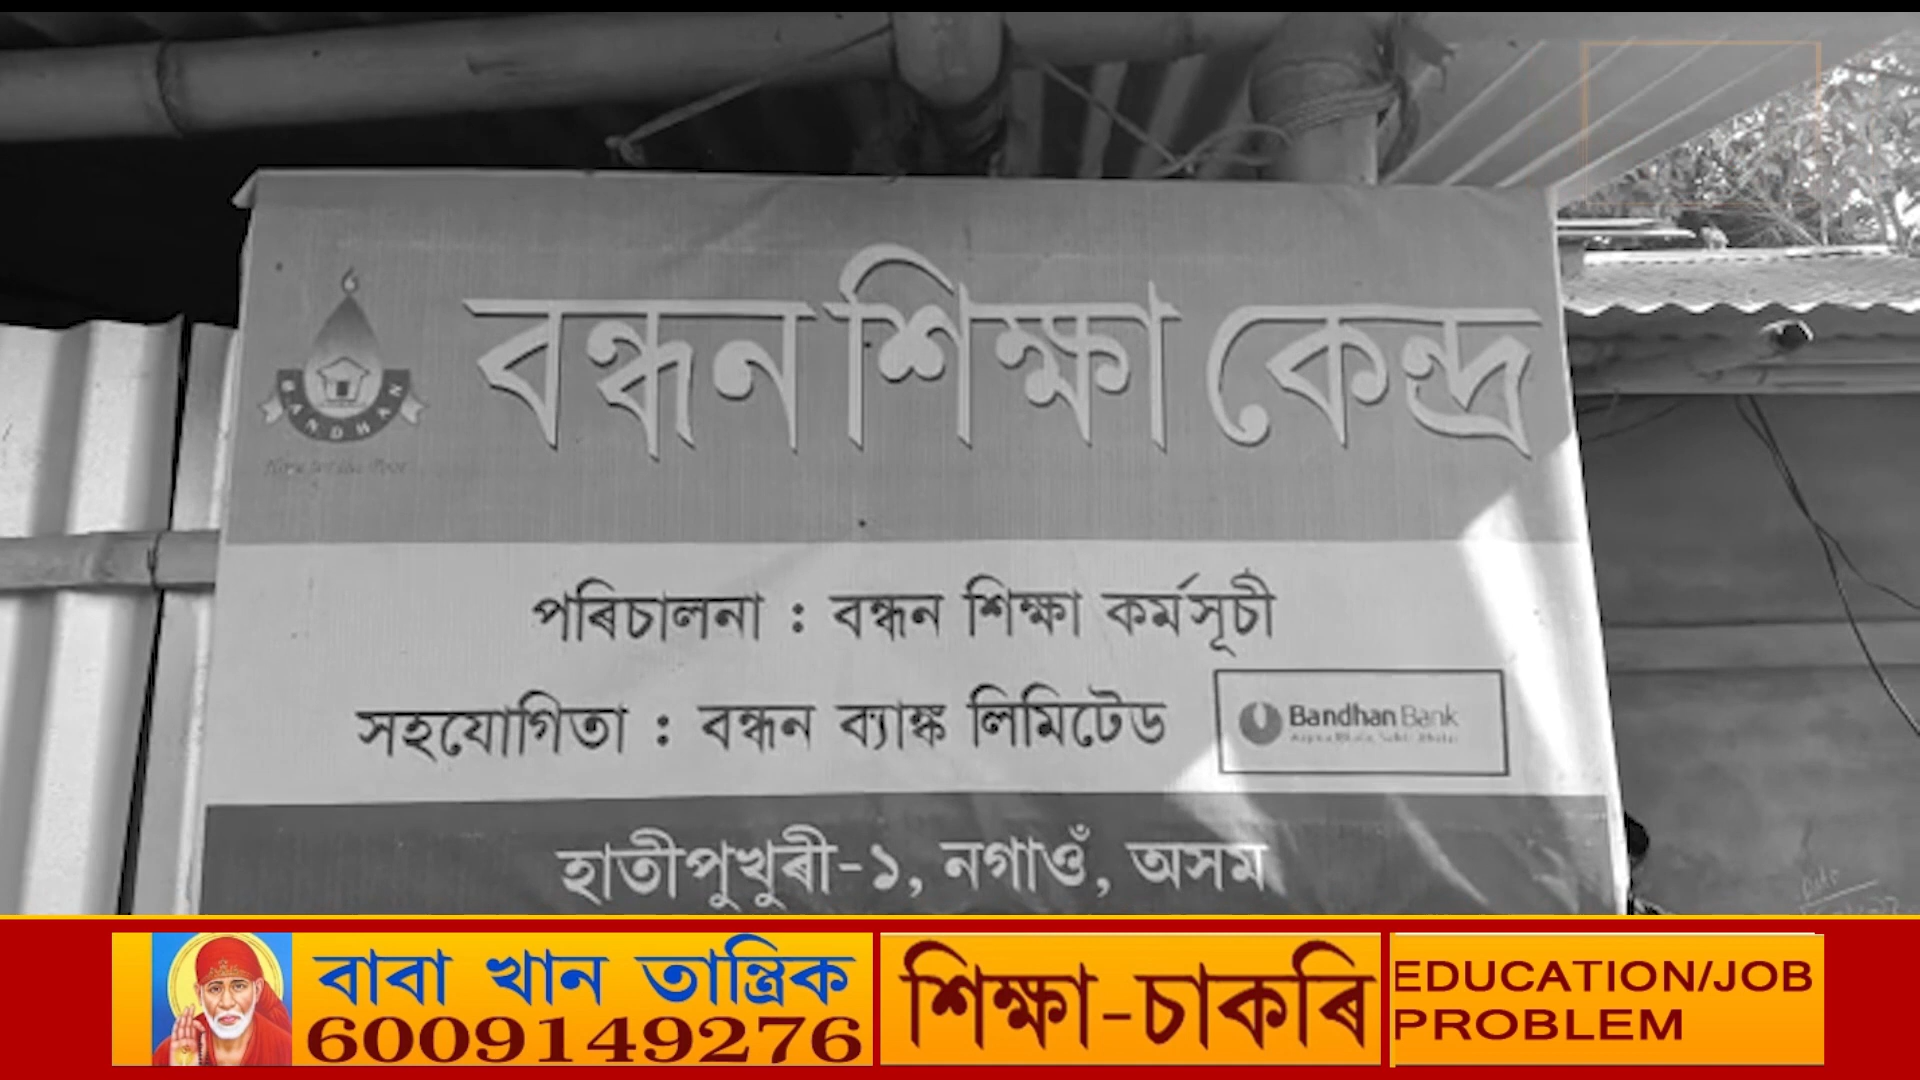 বন্ধন শিক্ষা কেন্দ্ৰ
BANDHAN
পৰিচালনা : বন্ধন শিক্ষা কৰ্মসূচী
সহযোগিতা : বন্ধন ব্যাঙ্ক লিমিটেড
Bandhan Bank
হাতীপুখুৰী-১, নগাওঁ, অসম
বাবা খান তান্ত্ৰিক
6009149276
শিক্ষা-চাকৰি
EDUCATION/JOB
PROBLEM